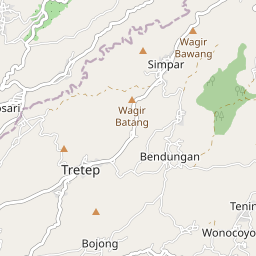 Wagir
Bawang
Simpar
osari
Wagir
Batang
Bendungan
Tretep
Tenin
Wonocoyo
Bojong